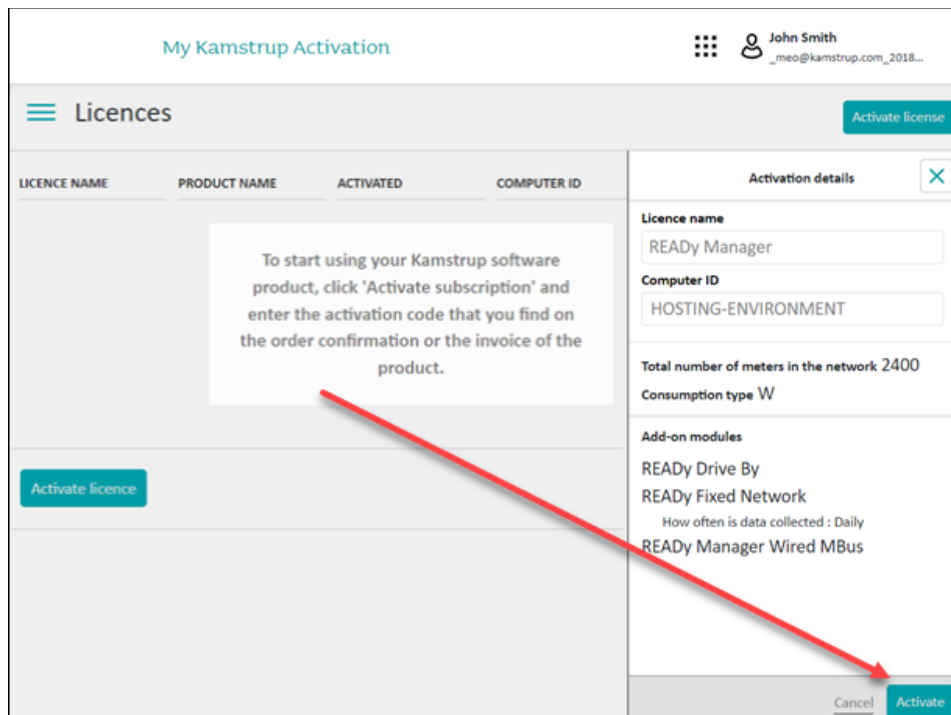 My Kamstrup Activation
John Smith
_meo@kamstrup.com_2018...
Licences
Activate license
LICENCE NAME
PRODUCT NAME
ACTIVATED
COMPUTER ID
To start using your Kamstrup software
product, click 'Activate subscription' and
enter the activation code that you find on
the order confirmation or the invoice of the
product.
Activate licence
Activation details
Licence name
READy Manager
Computer ID
HOSTING-ENVIRONMENT
Total number of meters in the network 2400
Consumption type W
Add-on modules
READy Drive By
READy Fixed Network
How often is data collected : Daily
READy Manager Wired MBus
Cancel
Activate